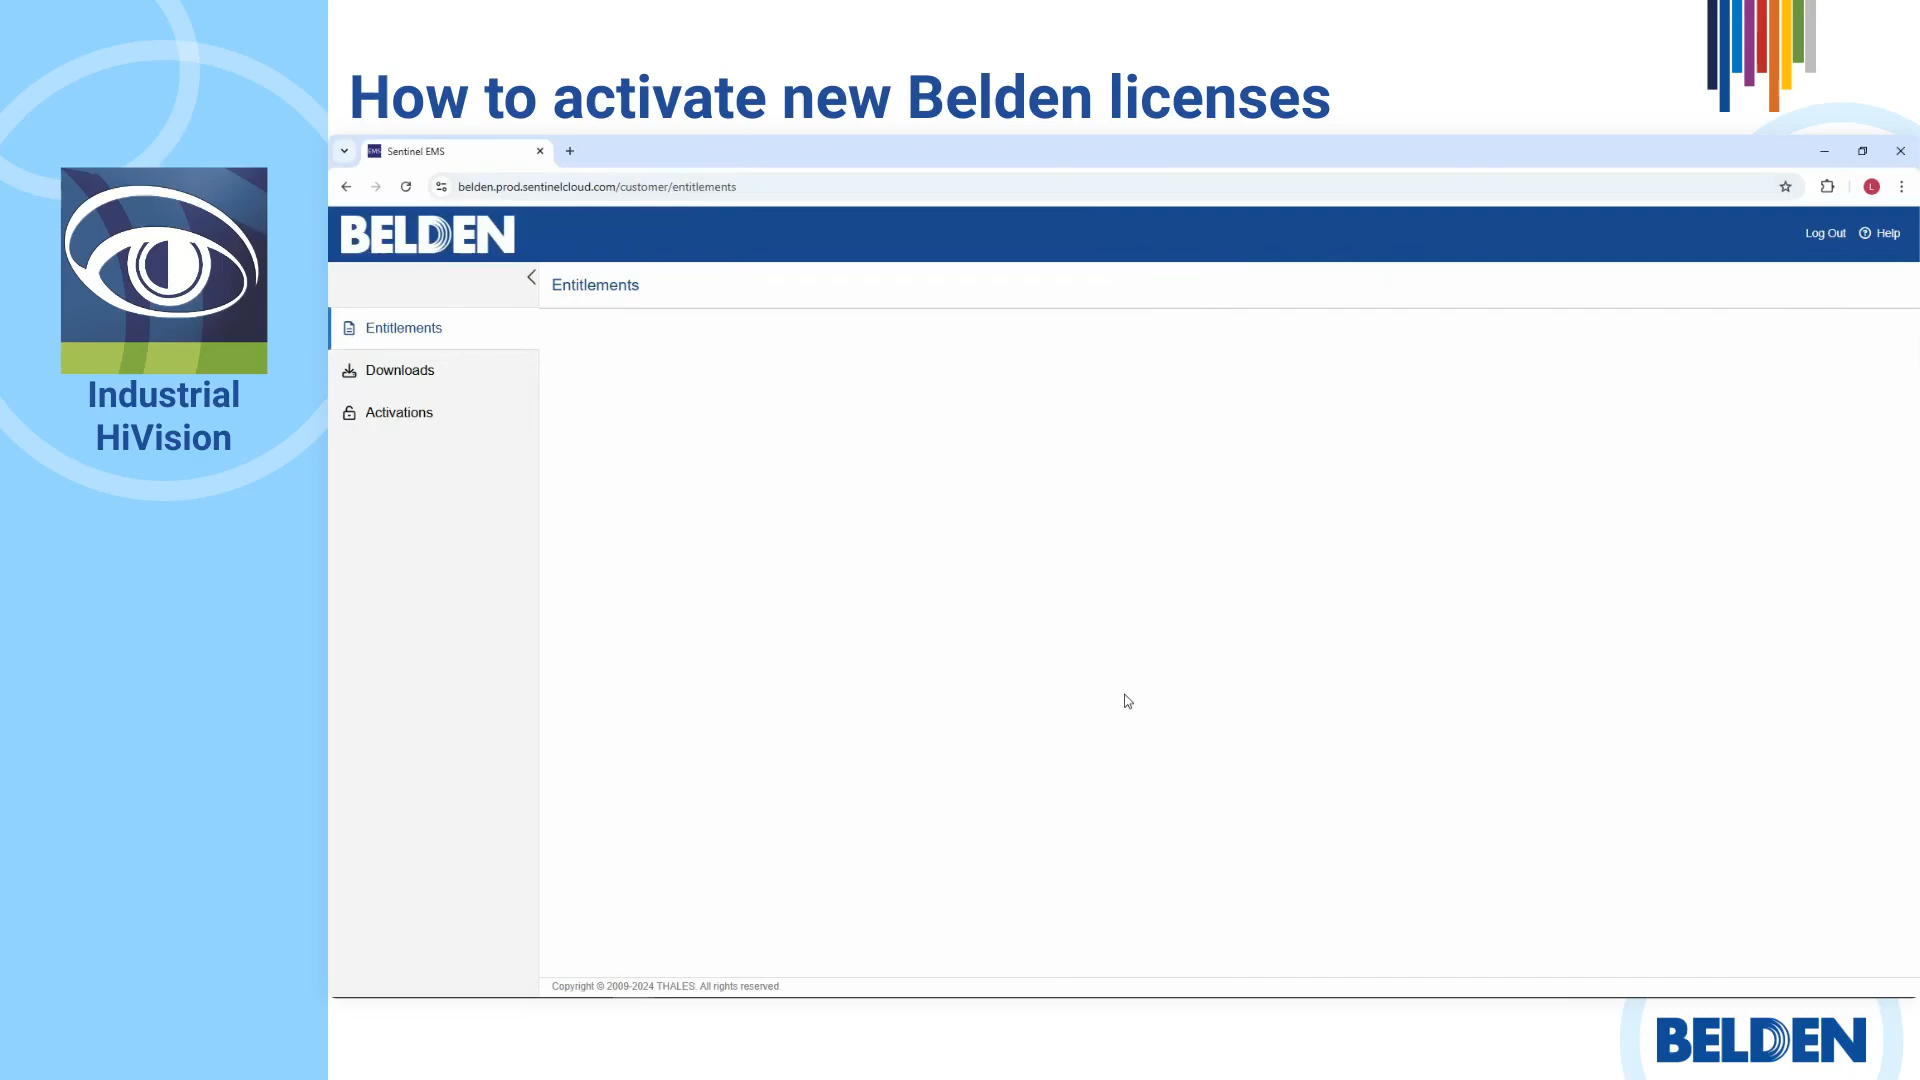 How to activate new Belden licenses
Industrial
HiVision
EMS
Sentinel EMS
belden.prod.sentinelcloud.com/customer/entitlements
L
BELDEN
Log Out
Help
Entitlements
Entitlements
Downloads
Activations
Copyright © 2009-2024 THALES. All rights reserved.
BELDEN